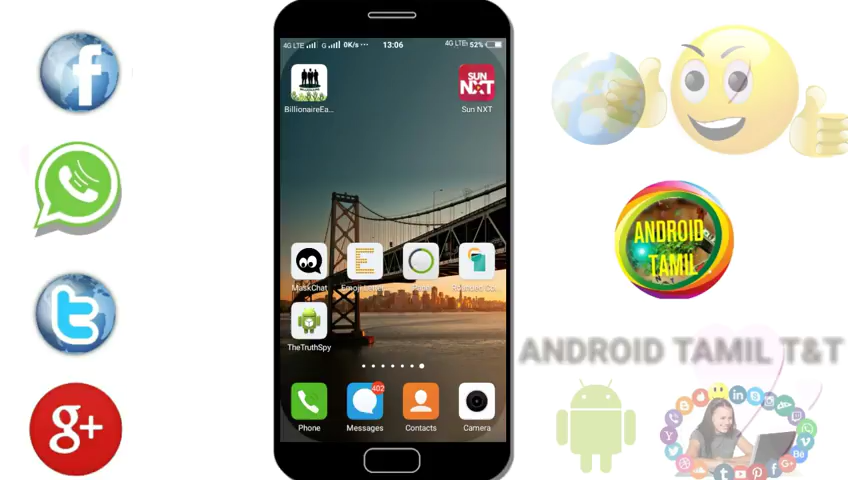 4G LTE
G
0K/s ···
13:06
4G LTE
52%
BillionaireEa...
SUN
NXT
Sun NXT
MaskChat
TheTruthSpy
402
Phone
Messages
Contacts
Camera
f
t
g+
ANDROID
TAMIL
ANDROID TAMIL T&T